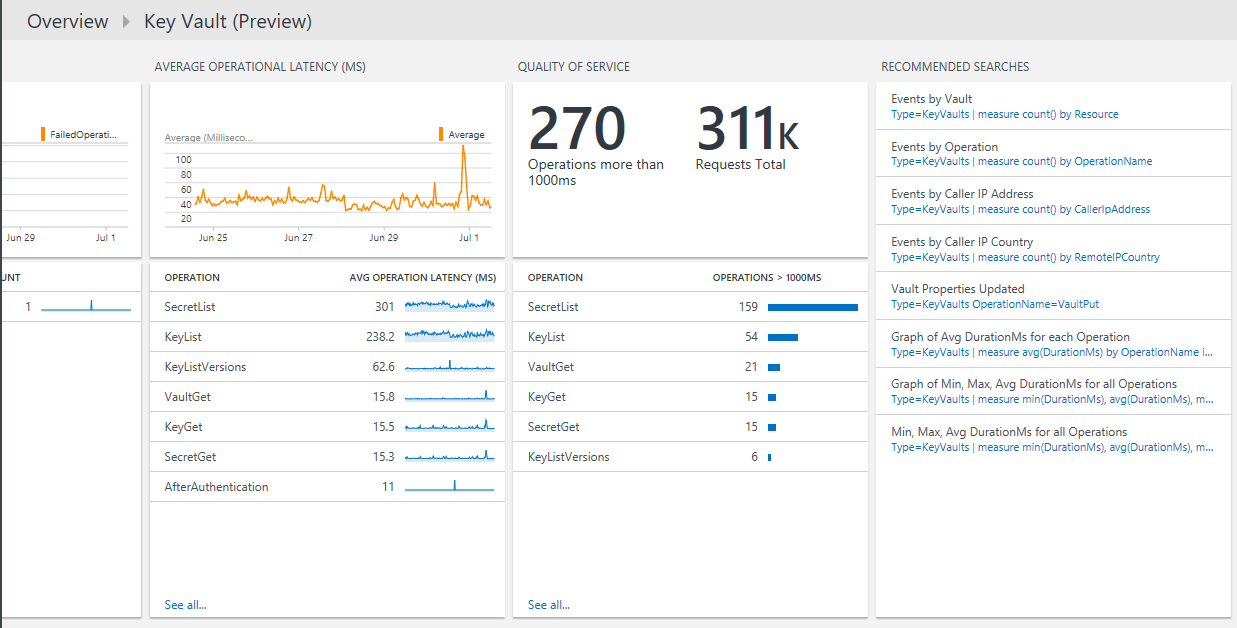 Overview Key Vault (Preview)
FailedOperati...
Jun 29 Jul 1
1
AVERAGE OPERATIONAL LATENCY (MS)
Average (Milliseco...
Average
100
80
60
40
20
Jun 25 Jun 27 Jun 29 Jul 1
OPERATION AVG OPERATION LATENCY (MS)
SecretList 301
KeyList 238.2
KeyListVersions 62.6
VaultGet 15.8
KeyGet 15.5
SecretGet 15.3
AfterAuthentication 11
See all...
QUALITY OF SERVICE
270
Operations more than
1000ms
311K
Requests Total
OPERATION OPERATIONS > 1000MS
SecretList 159
KeyList 54
VaultGet 21
KeyGet 15
SecretGet 15
KeyListVersions 6
See all...
RECOMMENDED SEARCHES
Events by Vault
Type=KeyVaults | measure count() by Resource
Events by Operation
Type=KeyVaults | measure count() by OperationName
Events by Caller IP Address
Type=KeyVaults | measure count() by CallerIpAddress
Events by Caller IP Country
Type=KeyVaults | measure count() by RemoteIPCountry
Vault Properties Updated
Type=KeyVaults OperationName=VaultPut
Graph of Avg DurationMs for each Operation
Type=KeyVaults | measure avg(DurationMs) by OperationName i...
Graph of Min, Max, Avg DurationMs for all Operations
Type=KeyVaults | measure min(DurationMs), avg(DurationMs), m...
Min, Max, Avg DurationMs for all Operations
Type=KeyVaults | measure min(DurationMs), avg(DurationMs), m...